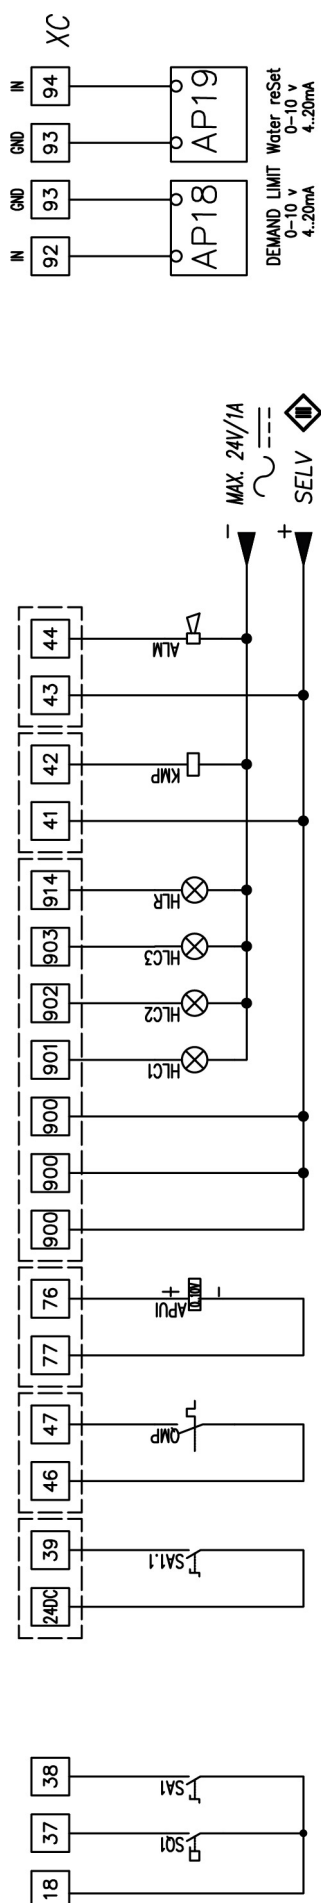 XC
IN
94
GND
93
AP19
Water reSet
0–10 v
4..20mA
GND
93
IN
92
AP18
DEMAND LIMIT
0–10 v
4..20mA
– MAX. 24V/1A
+ SELV III
44
ALM
43
42
KMP
41
914
HLR
903
HLC3
902
HLC2
901
HLC1
900
900
900
76
+
APUI
0..10V
–
77
47
QMP
46
39
SA1.1
24DC
38
SA1
37
SQ1
18